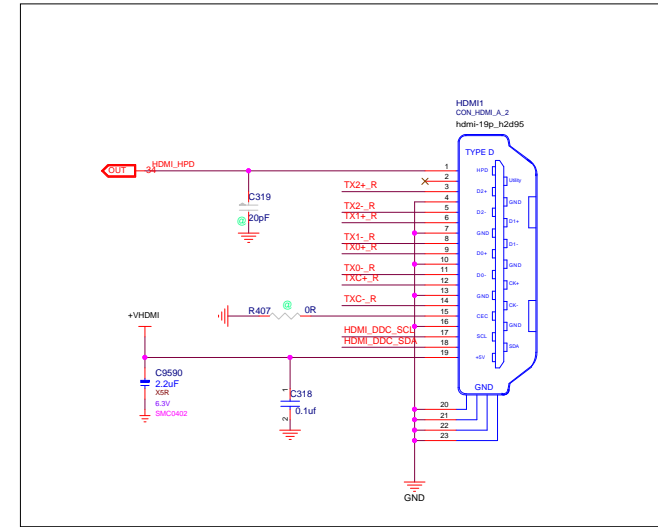 HDMI1
CON_HDMI_A_2
hdmi-19p_h2d95
TYPE D
OUT
34
HDMI_HPD
1
HPD
2
Utility
TX2+_R
3
D2+
4
GND
TX2-_R
5
D2-
TX1+_R
6
D1+
7
GND
TX1-_R
8
D1-
TX0+_R
9
D0+
10
GND
TX0-_R
11
D0-
TXC+_R
12
CK+
13
GND
TXC-_R
14
CK-
15
CEC
16
GND
HDMI_DDC_SCL
17
SCL
HDMI_DDC_SDA
18
SDA
19
+5V
C319
@
20pF
@
R407
0R
+VHDMI
C9590
2.2uF
X5R
6.3V
SMC0402
1
C318
0.1uf
2
GND
20
21
22
23
GND